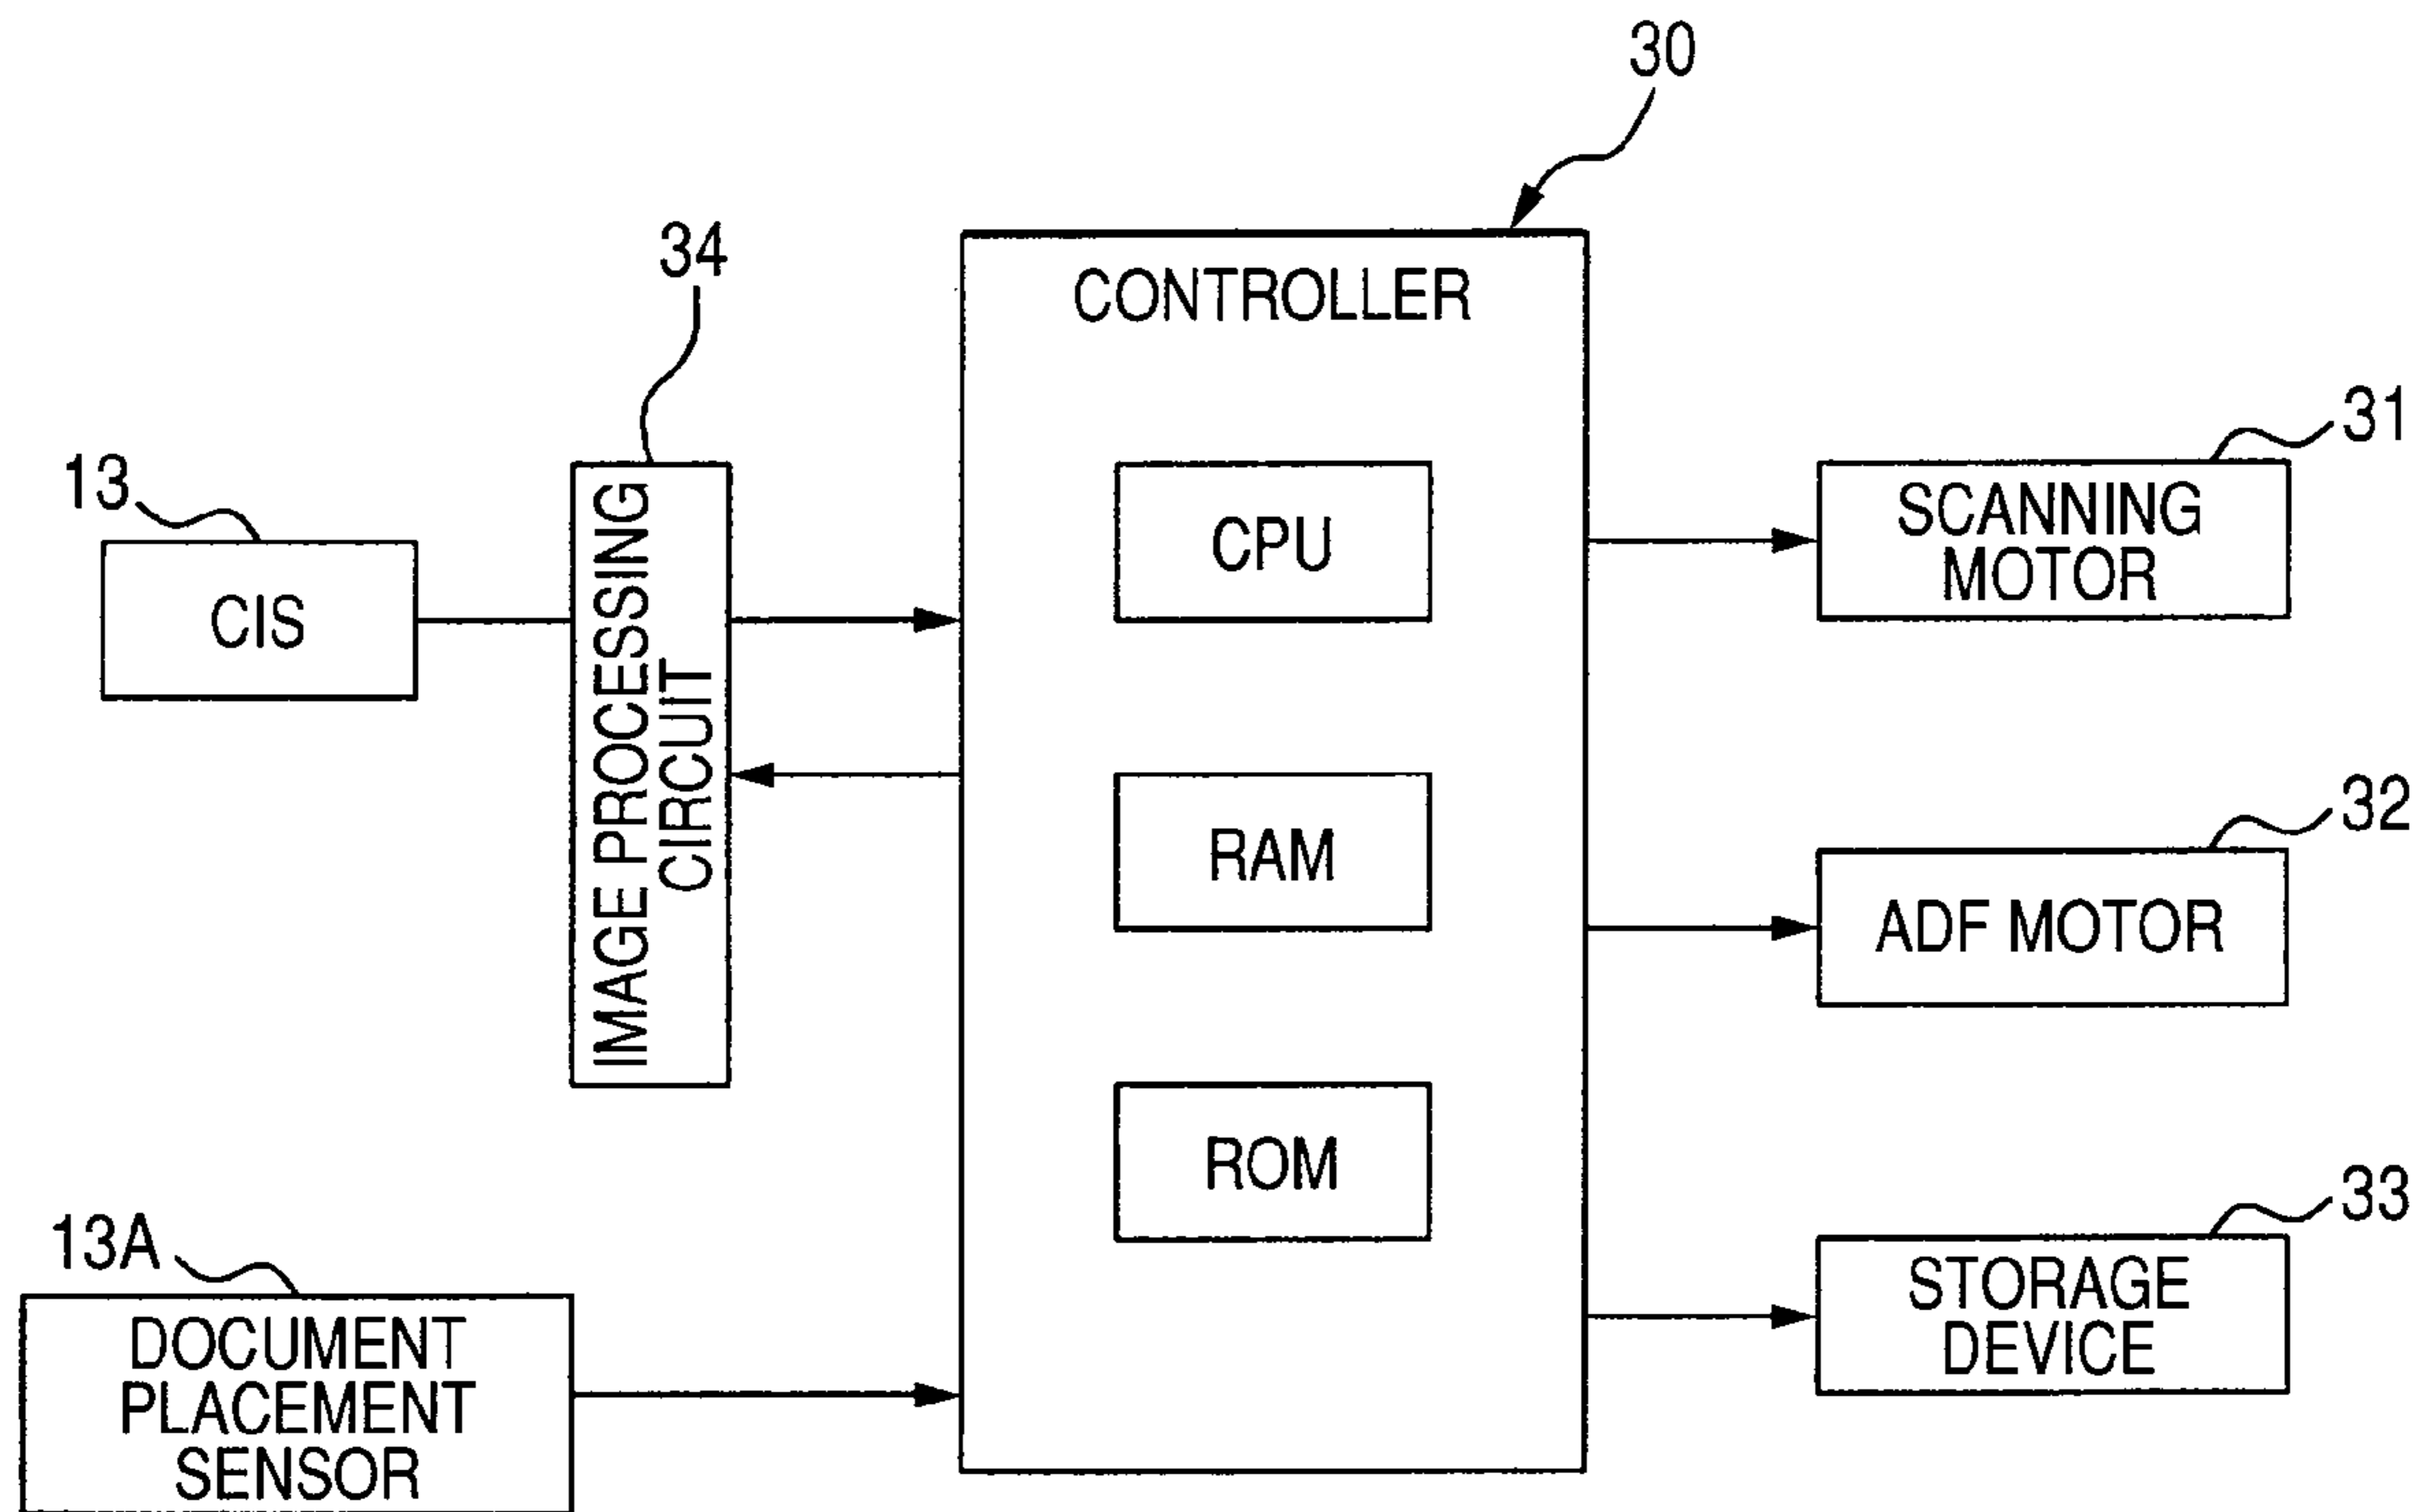 30
34
CONTROLLER
31
13
SCANNING
MOTOR
CPU
CIS
IMAGE PROCESSING
CIRCUIT
32
RAM
ADF MOTOR
33
ROM
13A
STORAGE
DEVICE
DOCUMENT
PLACEMENT
SENSOR